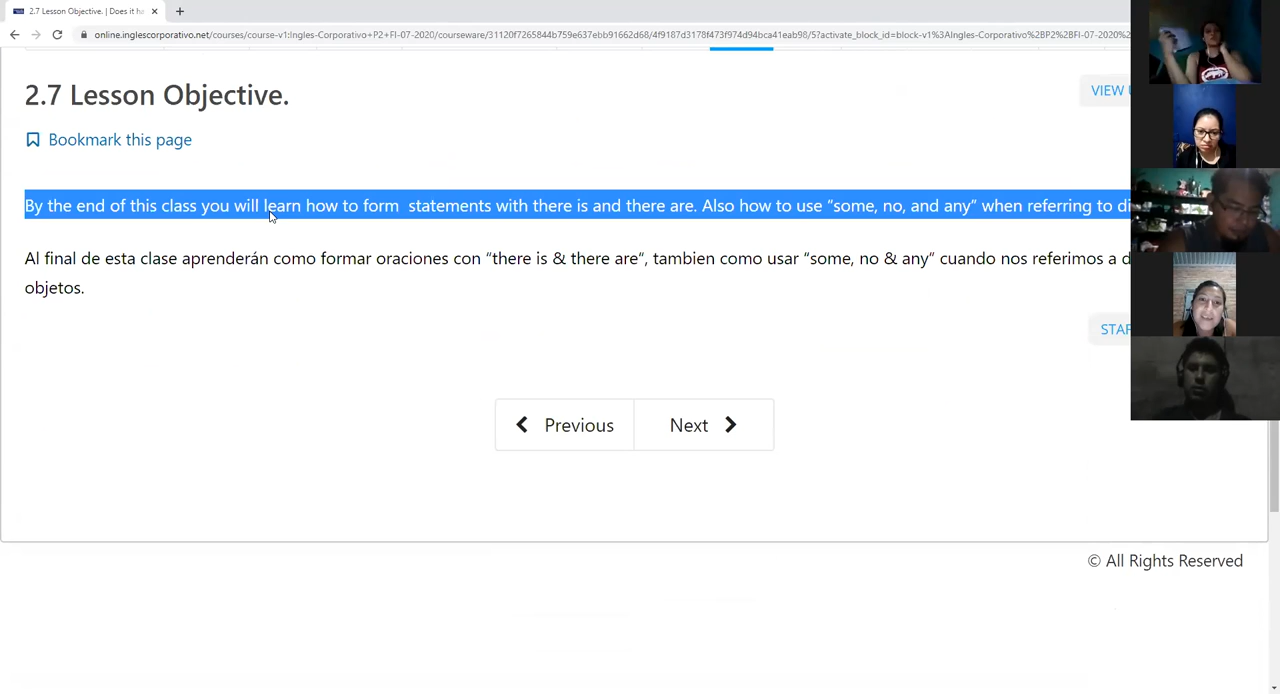 2.7 Lesson Objective. | Does it ha
online.inglescorporativo.net/courses/course-v1:Ingles-Corporativo+P2+FI-07-2020/courseware/31120f7265844b759e637ebb91662d68/4f9187d3178f473f974d94bca41eab98/5?activate_block_id=block-v1%3AIngles-Corporativo%2BP2%2BFI-07-2020%2
2.7 Lesson Objective.
VIEW
Bookmark this page
By the end of this class you will learn how to form statements with there is and there are. Also how to use “some, no, and any” when referring to
Al final de esta clase aprenderán como formar oraciones con “there is & there are“, tambien como usar “some, no & any“ cuando nos referimos a
objetos.
Previous
Next
© All Rights Reserved